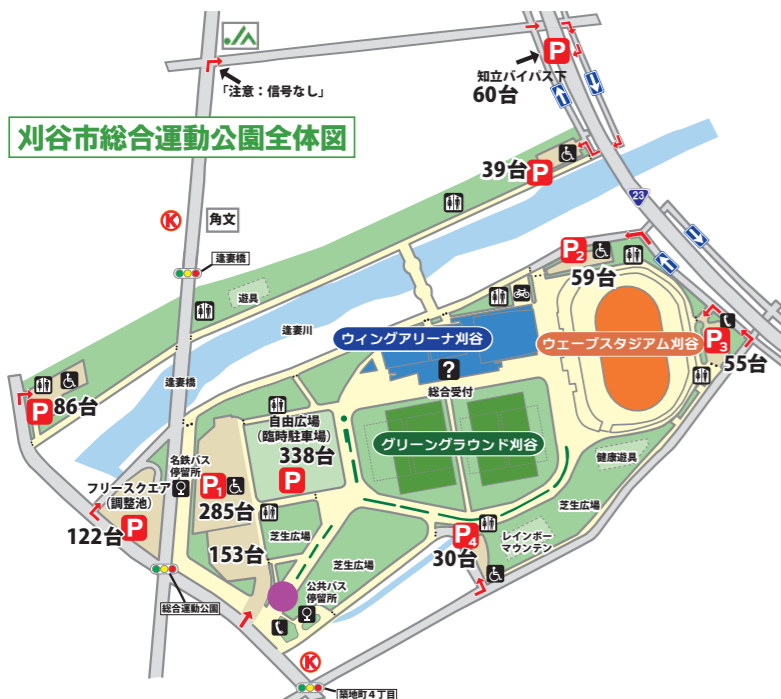 JA
「注意：信号なし」
P
知立バイパス下
60台
刈谷市総合運動公園全体図
39台
P
23
K
角文
逢妻橋
P2
59台
遊具
逢妻川
ウイングアリーナ刈谷
ウェーブスタジアム刈谷
P3
55台
?
総合受付
逢妻橋
P
86台
自由広場
（臨時駐車場）
338台
P
グリーングラウンド刈谷
健康遊具
名鉄バス
停留所
フリースクエア
（調整池）
P
122台
P1
285台
芝生広場
芝生広場
P4
30台
レインボー
マウンテン
153台
芝生広場
公共バス
停留所
総合運動公園
K
築地町4丁目